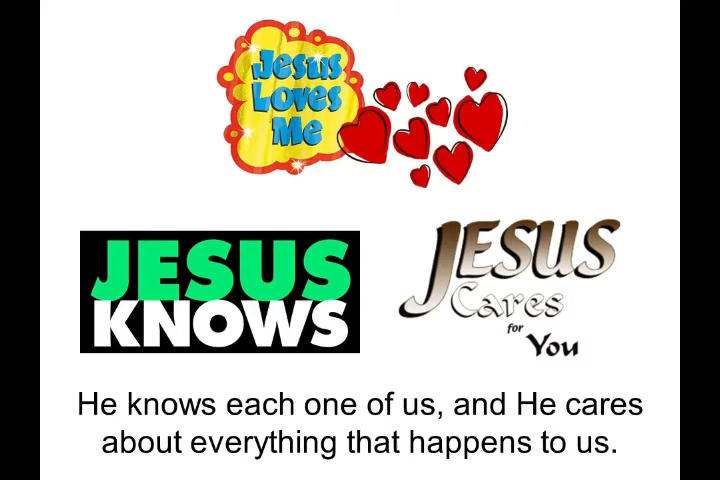 Jesus
Loves
Me
JESUS
KNOWS
JESUS
Cares
for
You
He knows each one of us, and He cares
about everything that happens to us.